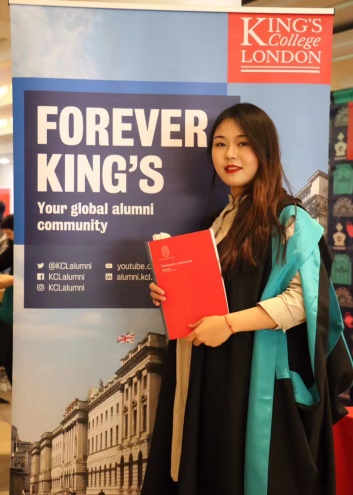 KING'S
College
LONDON
FOREVER
KING'S
Your global alumni
community
@KCLalumni
youtube.c
KCLalumni
alumni.kcl.
KCLalumni